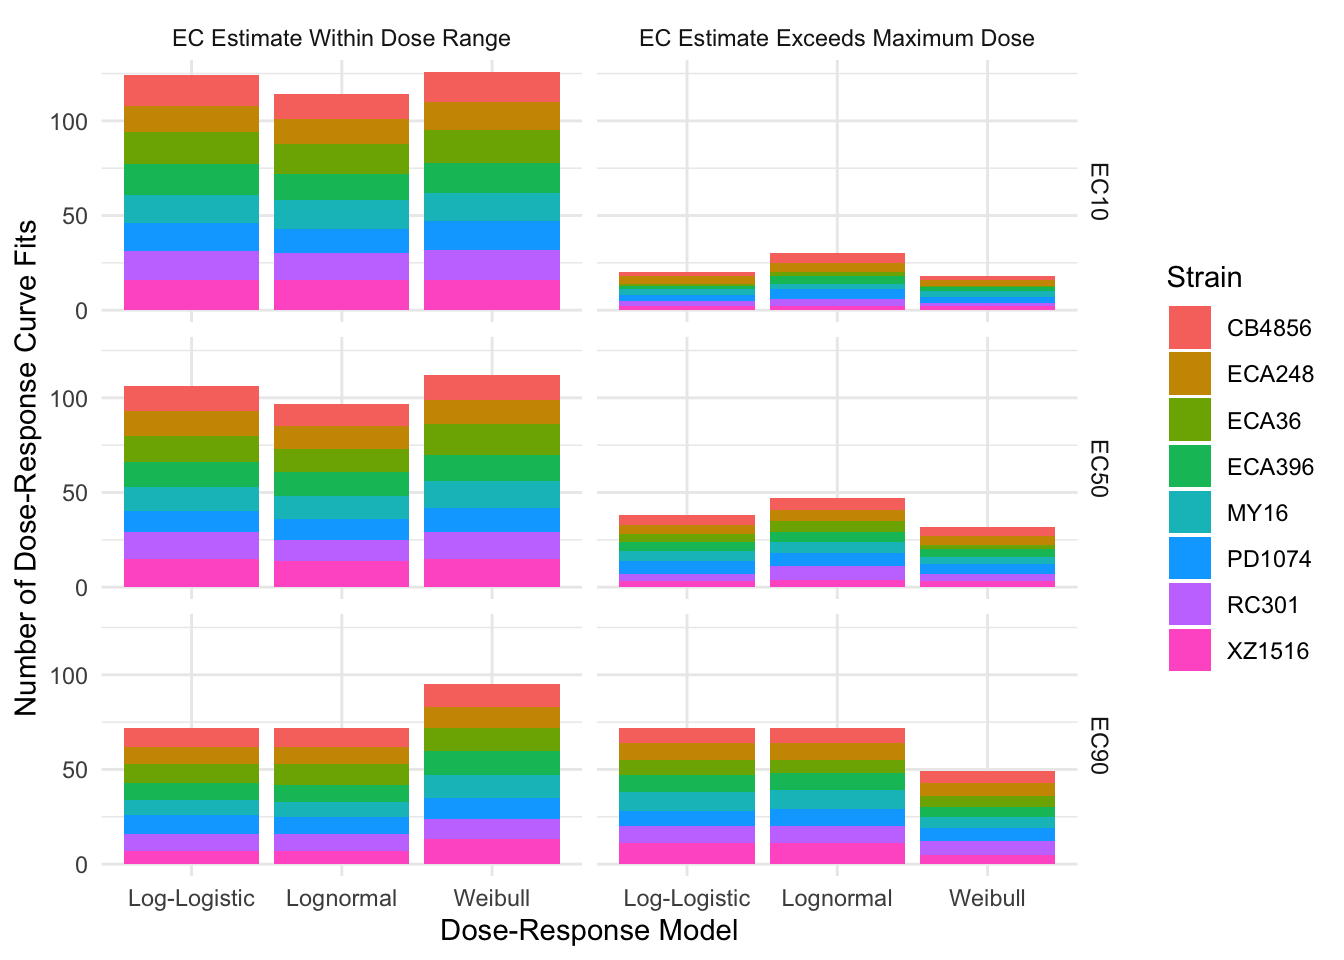 EC Estimate Within Dose Range
EC Estimate Exceeds Maximum Dose
Number of Dose-Response Curve Fits
100
50
0
EC10
100
50
0
EC50
100
50
0
EC90
Log-Logistic
Lognormal
Weibull
Log-Logistic
Lognormal
Weibull
Dose-Response Model
Strain
CB4856
ECA248
ECA36
ECA396
MY16
PD1074
RC301
XZ1516